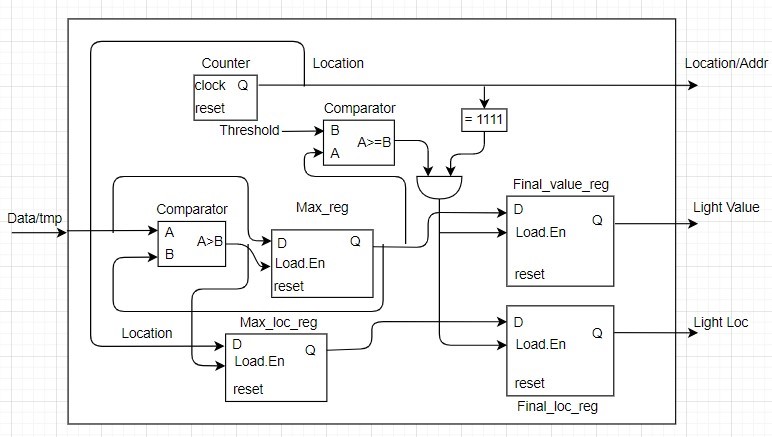 Counter
Location
Location/Addr
clock Q
reset
Comparator
Threshold
B
A>=B
A
= 1111
Final_value_reg
Data/tmp
Comparator
A
A>B
B
Max_reg
D
Q
Load.En
reset
D
Q
Load.En
reset
Light Value
Location
Max_loc_reg
D
Q
Load.En
reset
D
Q
Load.En
reset
Light Loc
Final_loc_reg